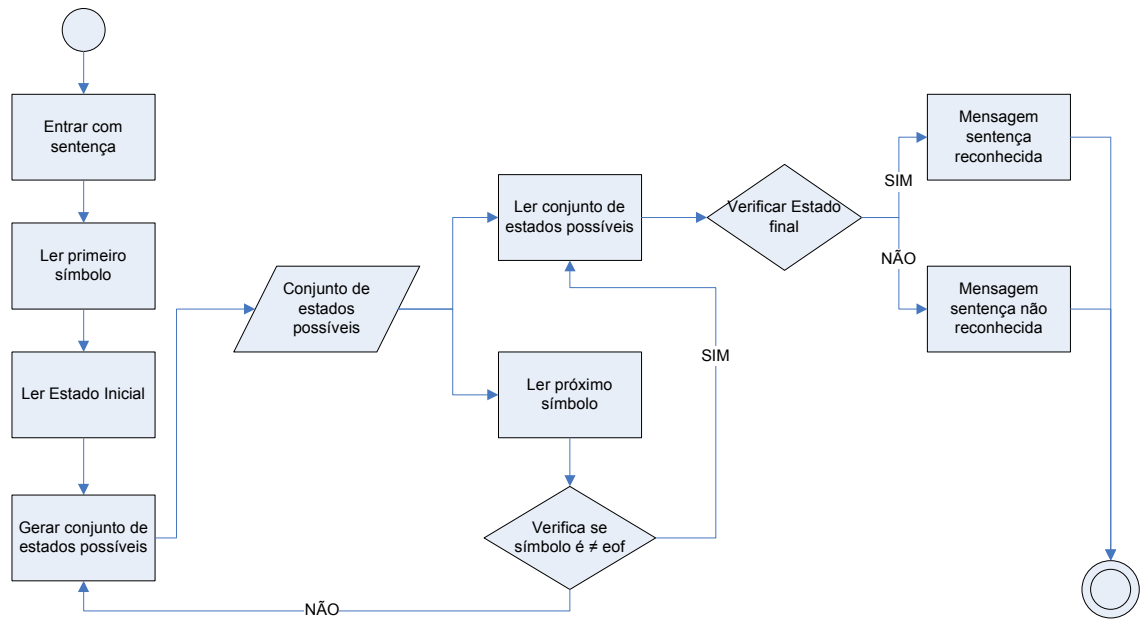 Entrar com
sentença
Ler primeiro
símbolo
Ler Estado Inicial
Gerar conjunto de
estados possíveis
Conjunto de
estados
possíveis
Ler conjunto de
estados possíveis
Ler próximo
símbolo
Verifica se
símbolo é ≠ eof
NÃO
SIM
Verificar Estado
final
SIM
NÃO
Mensagem
sentença
reconhecida
Mensagem
sentença não
reconhecida